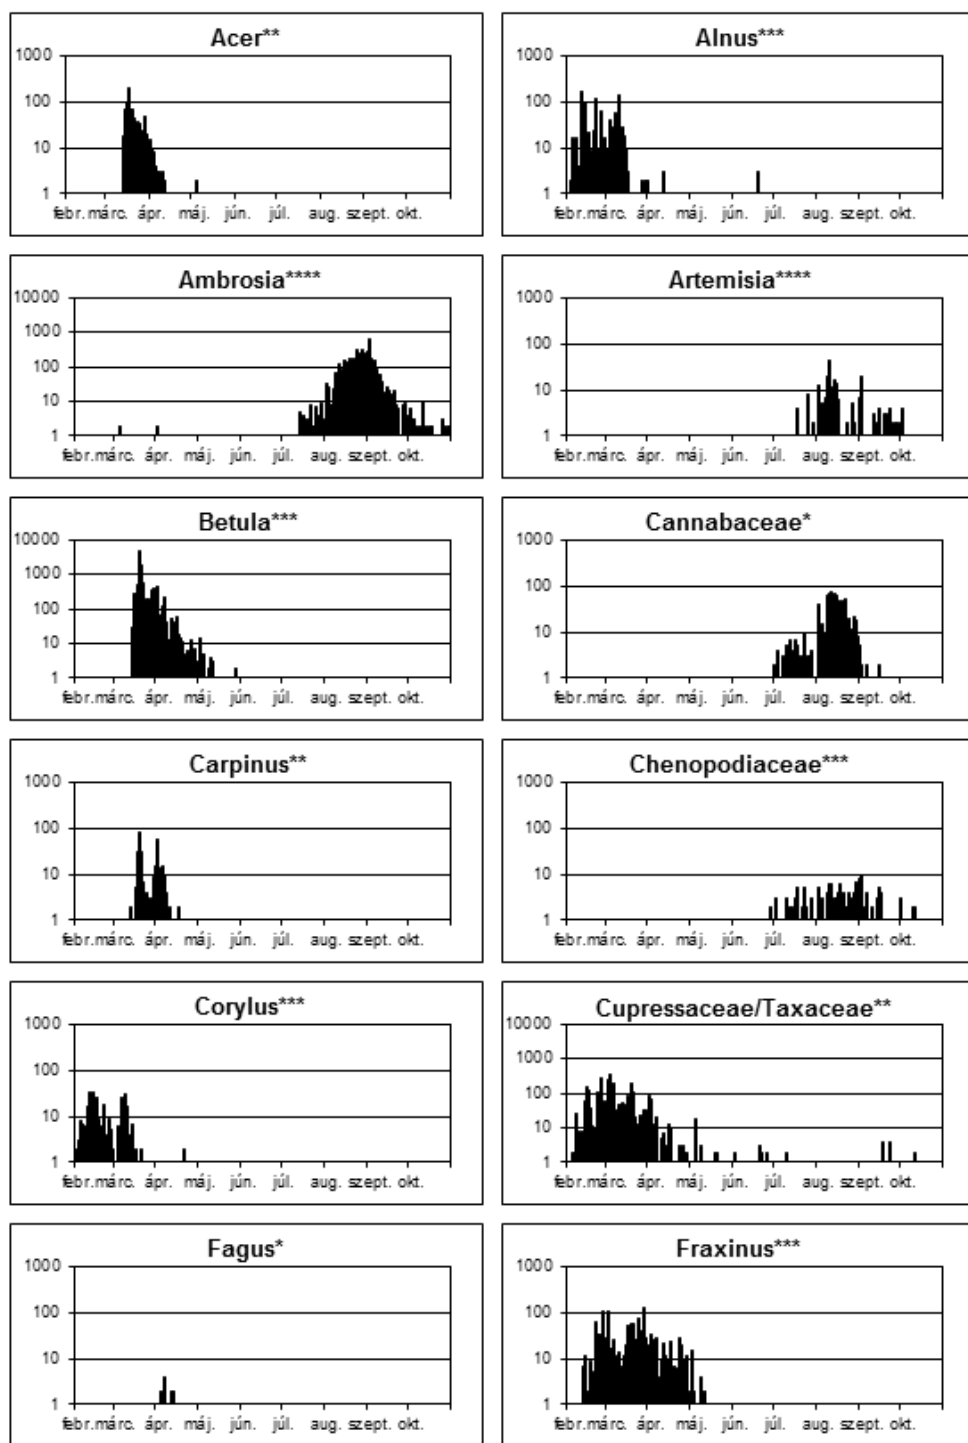 Acer**
1000
100
10
1
febr. márc. ápr. máj. jún. júl. aug. szept. okt.
Alnus***
1000
100
10
1
febr. márc. ápr. máj. jún. júl. aug. szept. okt.
Ambrosia****
10000
1000
100
10
1
febr. márc. ápr. máj. jún. júl. aug. szept. okt.
Artemisia****
1000
100
10
1
febr. márc. ápr. máj. jún. júl. aug. szept. okt.
Betula***
10000
1000
100
10
1
febr. márc. ápr. máj. jún. júl. aug. szept. okt.
Cannabaceae*
1000
100
10
1
febr. márc. ápr. máj. jún. júl. aug. szept. okt.
Carpinus**
1000
100
10
1
febr. márc. ápr. máj. jún. júl. aug. szept. okt.
Chenopodiaceae***
1000
100
10
1
febr. márc. ápr. máj. jún. júl. aug. szept. okt.
Corylus***
1000
100
10
1
febr. márc. ápr. máj. jún. júl. aug. szept. okt.
Cupressaceae/Taxaceae**
10000
1000
100
10
1
febr. márc. ápr. máj. jún. júl. aug. szept. okt.
Fagus*
1000
100
10
1
febr. márc. ápr. máj. jún. júl. aug. szept. okt.
Fraxinus***
1000
100
10
1
febr. márc. ápr. máj. jún. júl. aug. szept. okt.